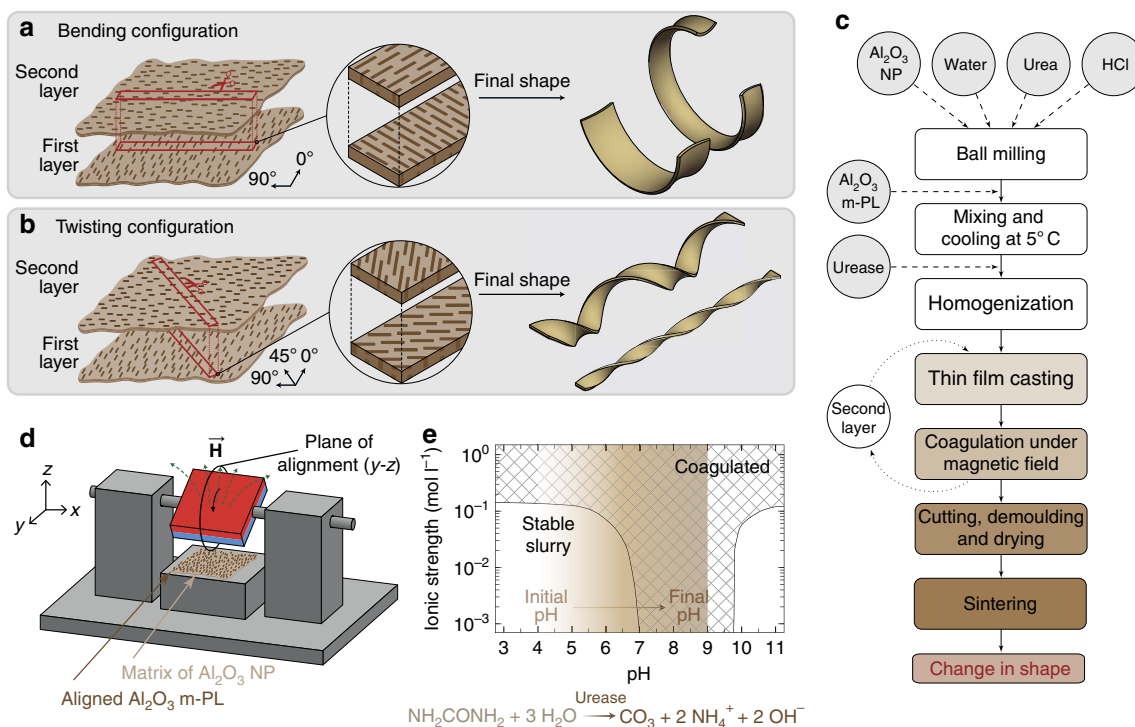 a Bending configuration
Second
layer
First
layer
0°
90°
Final shape
b Twisting configuration
Second
layer
First
layer
45° 0°
90°
Final shape
c
Al2O3
NP
Water
Urea
HCl
Ball milling
Al2O3
m-PL
Mixing and
cooling at 5° C
Urease
Homogenization
Thin film casting
Second
layer
Coagulation under
magnetic field
Cutting, demoulding
and drying
Sintering
Change in shape
d
H
Plane of
alignment (y-z)
z
x
y
Matrix of Al2O3 NP
Aligned Al2O3 m-PL
e
Ionic strength (mol l−1)
10^0
10^−1
10^−2
10^−3
Coagulated
Stable
slurry
Initial
pH
Final
pH
3 4 5 6 7 8 9 10 11
pH
Urease
NH2CONH2 + 3 H2O → CO3 + 2 NH4+ + 2 OH−